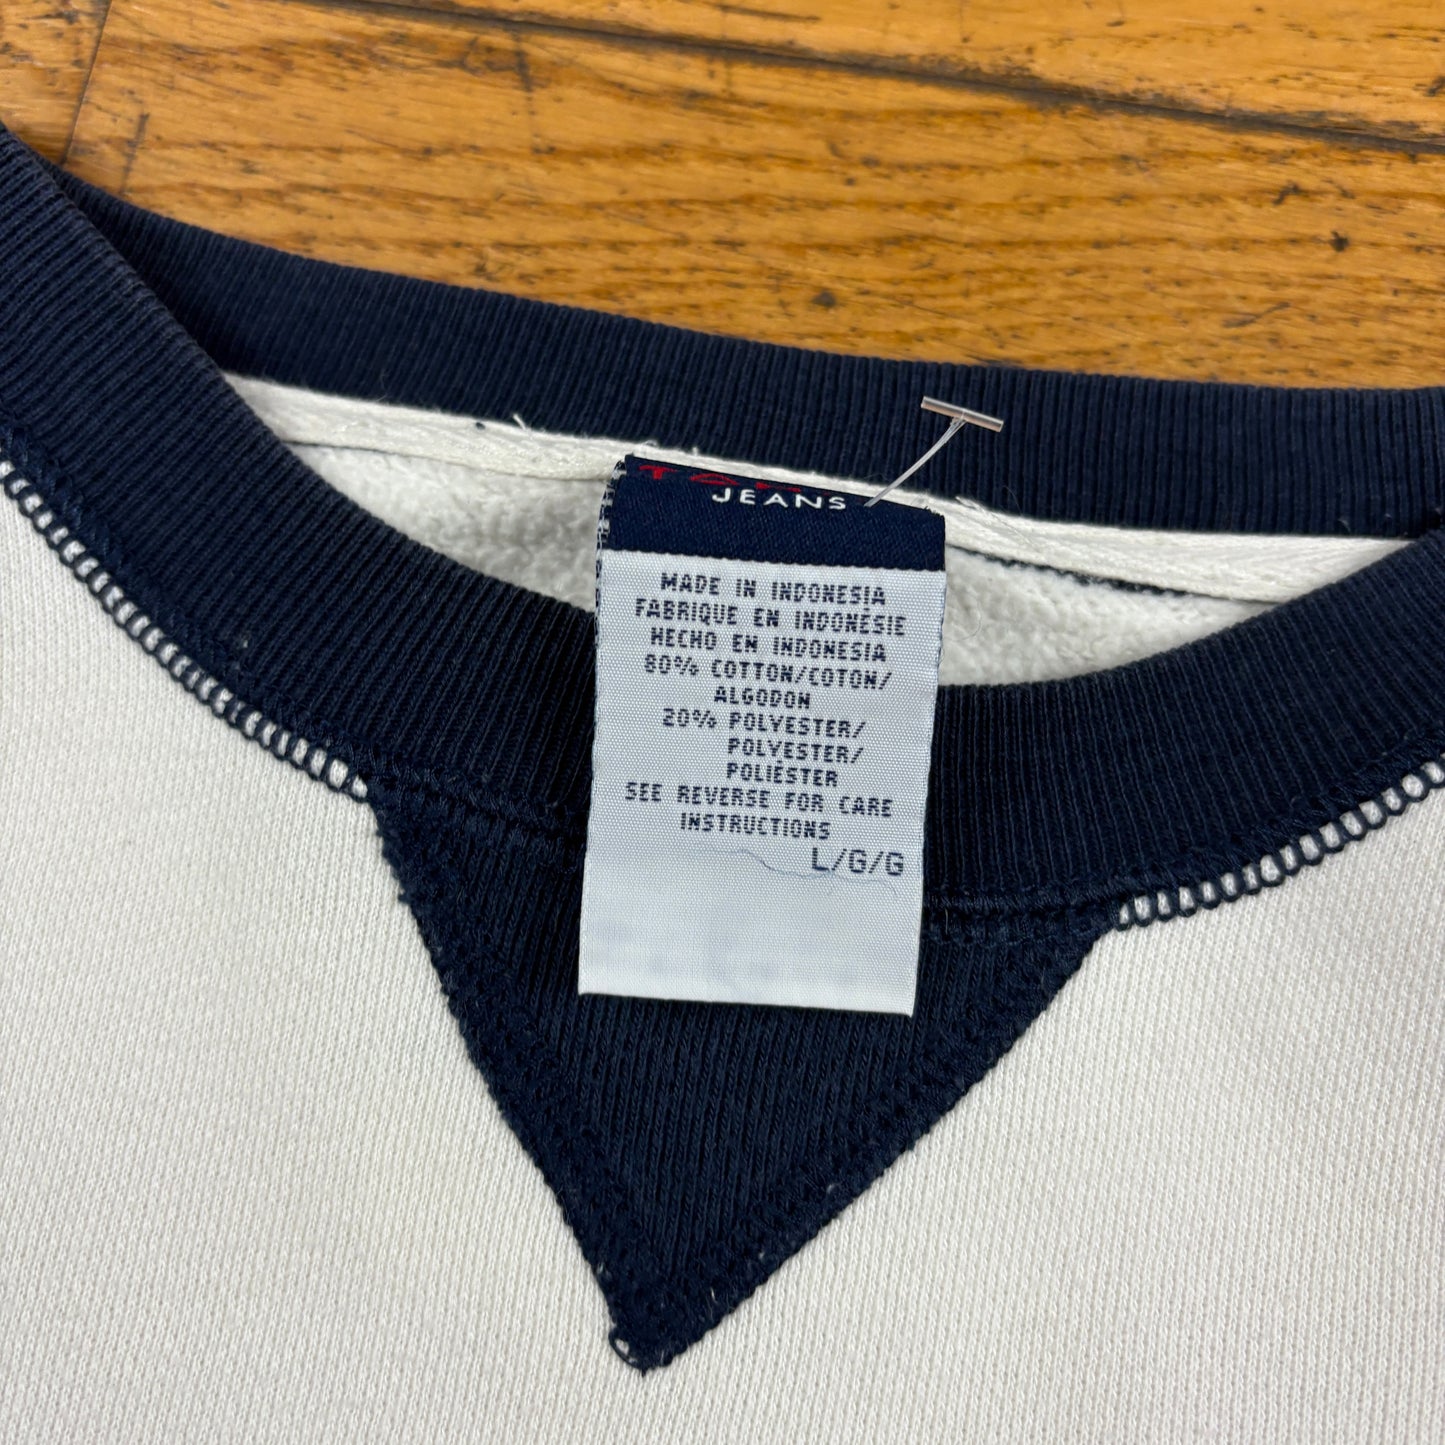 JEANS
MADE IN INDONESIA
FABRIQUE EN INDONÉSIE
HECHO EN INDONESIA
80% COTTON/COTON/
ALGODON
20% POLYESTER/
POLYESTER/
POLIÉSTER
SEE REVERSE FOR CARE
INSTRUCTIONS
L/G/G